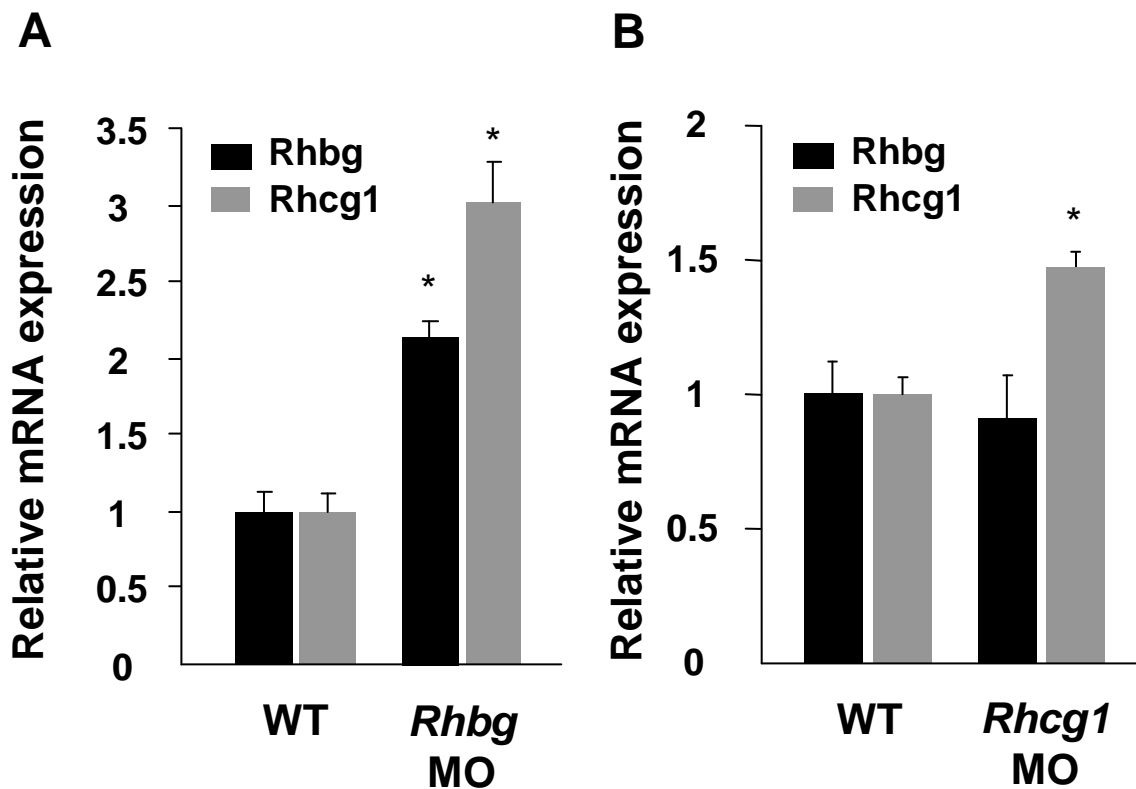 A
Relative mRNA expression
3.5
3
2.5
2
1.5
1
0.5
0
Rhbg
Rhcg1
*
*
WT
Rhbg
MO
B
Relative mRNA expression
2
1.5
1
0.5
0
Rhbg
Rhcg1
*
WT
Rhcg1
MO